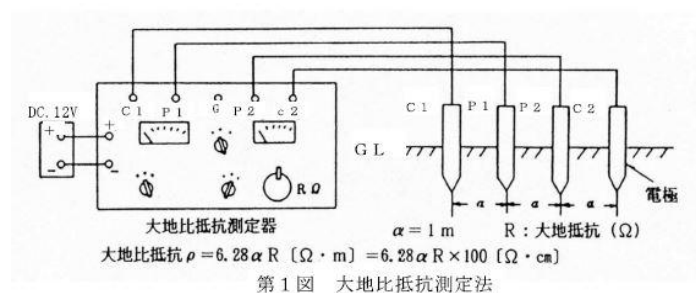 DC.12V
C1 P1 G P2 c2
+ +
- -
RΩ
大地比抵抗測定器
C1 P1 P2 C2
GL
a a a
電極
α=1m R:大地抵抗(Ω)
大地比抵抗ρ=6.28αR〔Ω・m〕=6.28αR×100〔Ω・cm〕
第1図 大地比抵抗測定法